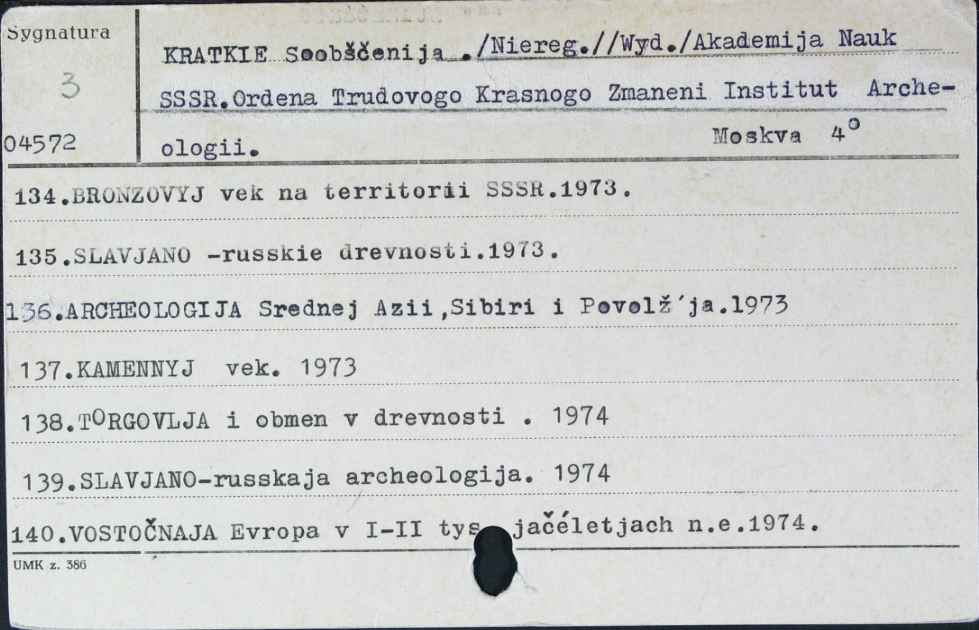 Sygnatura
3
04572
KRATKIE Soobščenija ./Niereg.//Wyd./Akademija Nauk
SSSR.Ordena Trudovogo Krasnogo Zmaneni Institut Arche-
ologii. Moskva 4°
134.BRONZOVYJ vek na territorii SSSR.1973.
135.SLAVJANO -russkie drevnosti.1973.
136.ARCHEOLOGIJA Srednej Azii,Sibiri i Povolž´ja.1973
137.KAMENNYJ vek. 1973
138.TORGOVLJA i obmen v drevnosti . 1974
139.SLAVJANO-russkaja archeologija. 1974
140.VOSTOČNAJA Evropa v I-II tys jačéletjach n.e.1974.
UMK z. 386